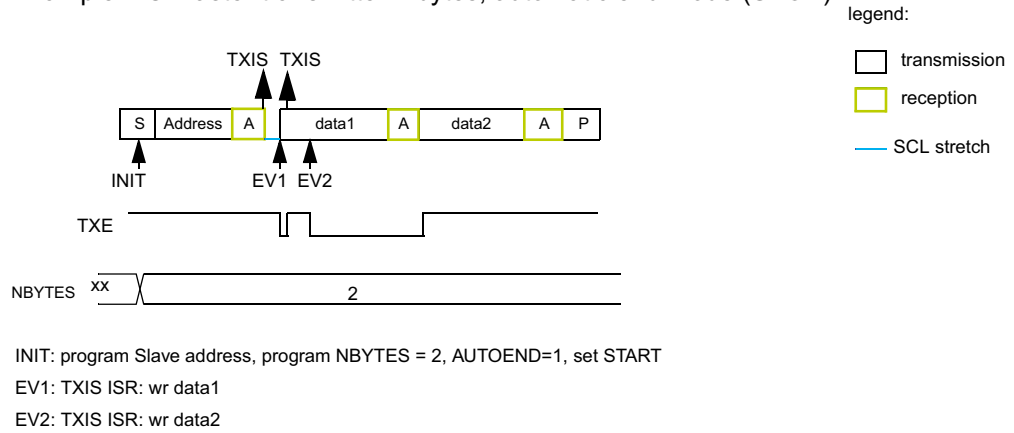 legend:
transmission
reception
SCL stretch
TXIS TXIS
S Address A data1 A data2 A P
INIT EV1 EV2
TXE
NBYTES xx 2
INIT: program Slave address, program NBYTES = 2, AUTOEND=1, set START
EV1: TXIS ISR: wr data1
EV2: TXIS ISR: wr data2